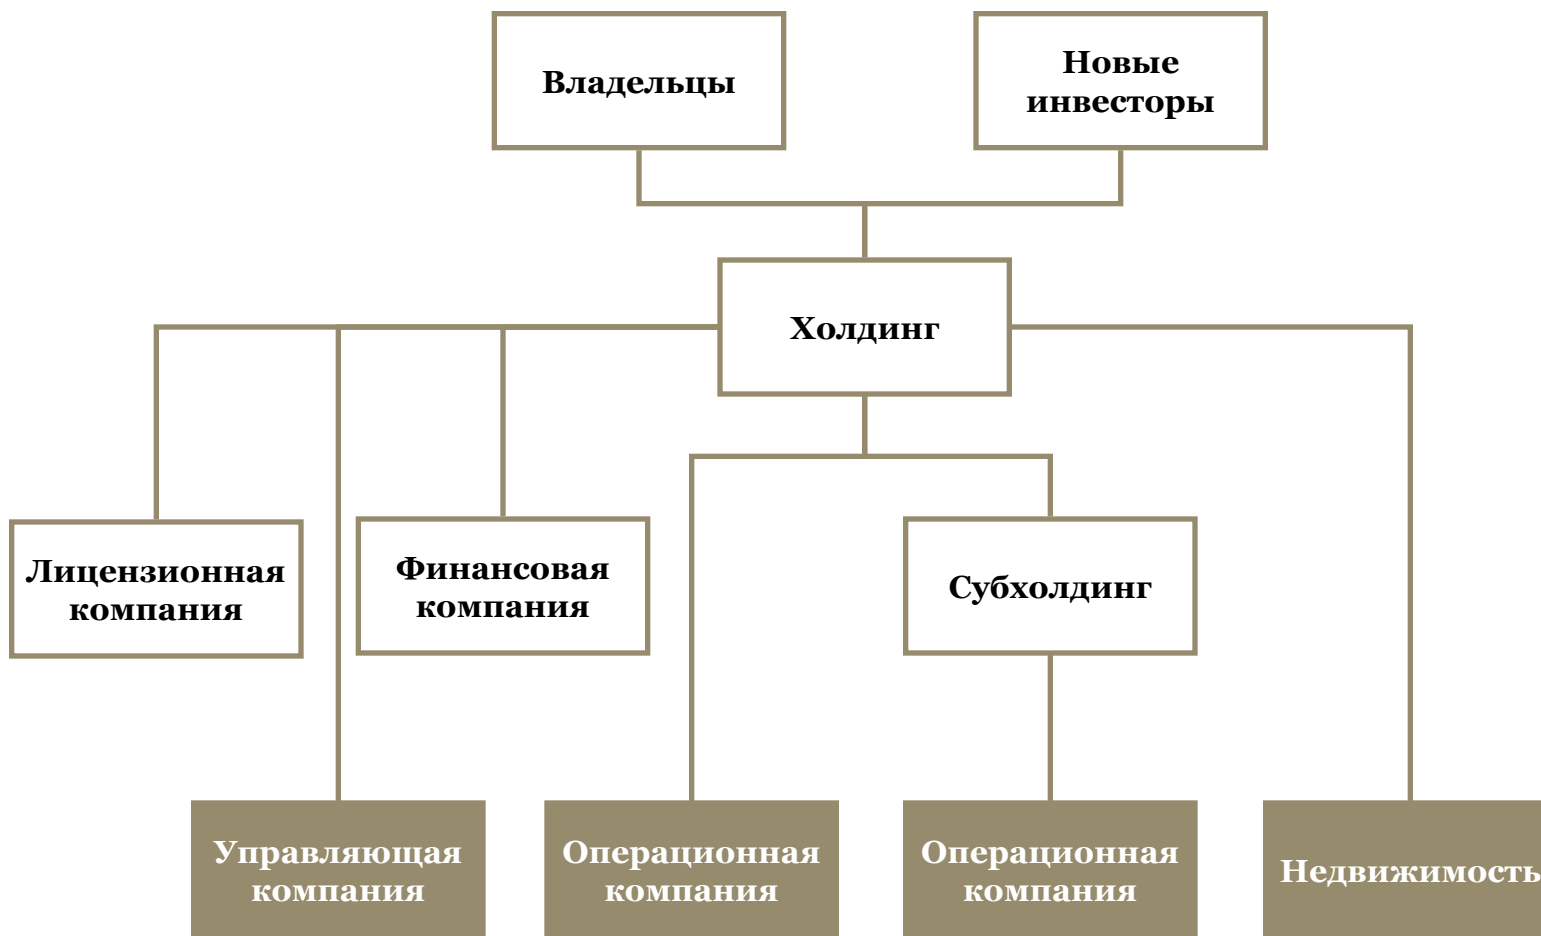 Владельцы
Новые
инвесторы
Холдинг
Лицензионная
компания
Финансовая
компания
Субхолдинг
Управляющая
компания
Операционная
компания
Операционная
компания
Недвижимость